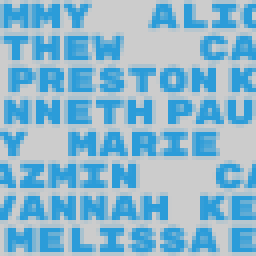 MMY ALIC
THEW CA
PRESTON K
NNETH PAU
Y MARIE
AZMIN CA
VANNAH KE
MELISSA E